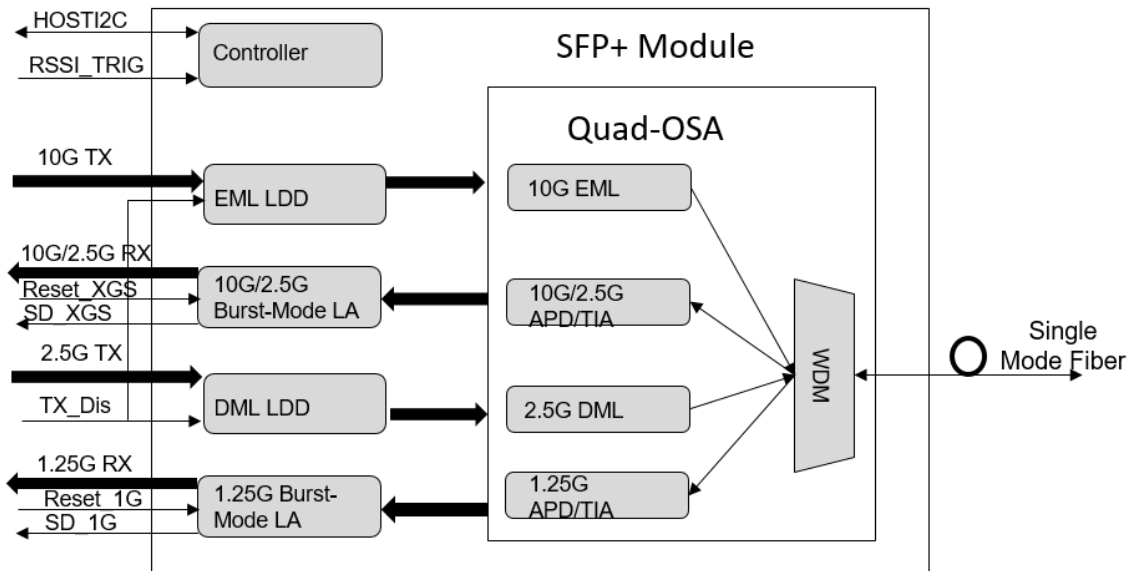 HOSTI2C
RSSI_TRIG
Controller
SFP+ Module
Quad-OSA
10G TX
EML LDD
10G EML
10G/2.5G RX
Reset_XGS
SD_XGS
10G/2.5G
Burst-Mode LA
10G/2.5G
APD/TIA
2.5G TX
TX_Dis
DML LDD
2.5G DML
1.25G RX
Reset_1G
SD_1G
1.25G Burst-
Mode LA
1.25G
APD/TIA
WDM
Single
Mode Fiber